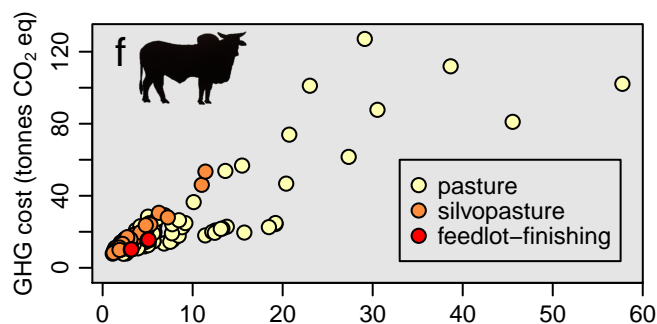 f
GHG cost (tonnes CO₂ eq)
120
80
40
0
pasture
silvopasture
feedlot−finishing
0 10 20 30 40 50 60